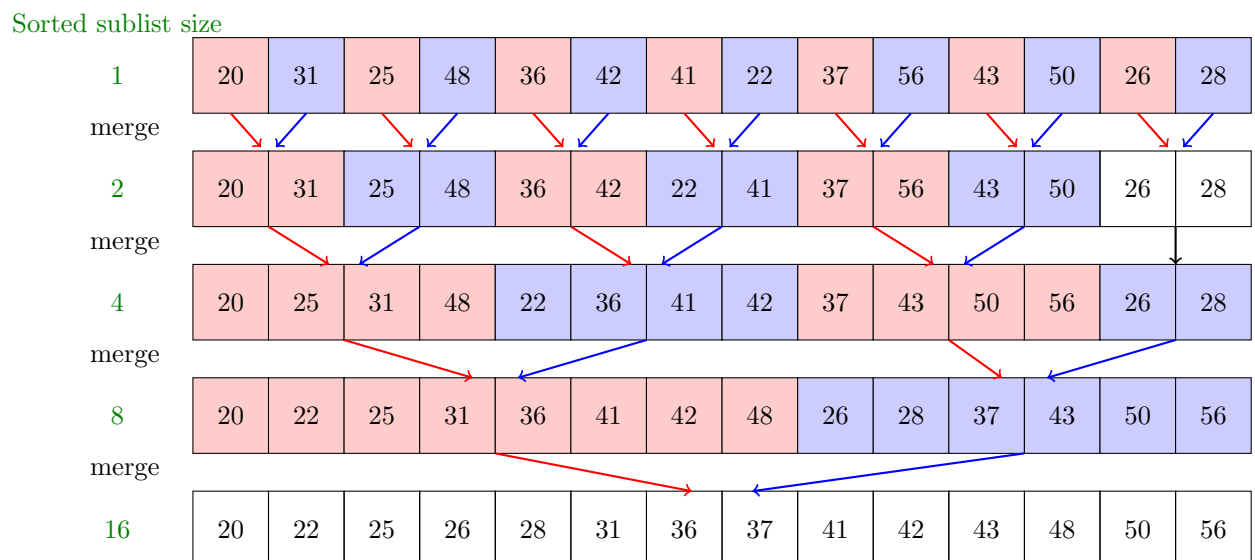 Sorted sublist size
1 20 31 25 48 36 42 41 22 37 56 43 50 26 28
merge
2 20 31 25 48 36 42 22 41 37 56 43 50 26 28
merge
4 20 25 31 48 22 36 41 42 37 43 50 56 26 28
merge
8 20 22 25 31 36 41 42 48 26 28 37 43 50 56
merge
16 20 22 25 26 28 31 36 37 41 42 43 48 50 56